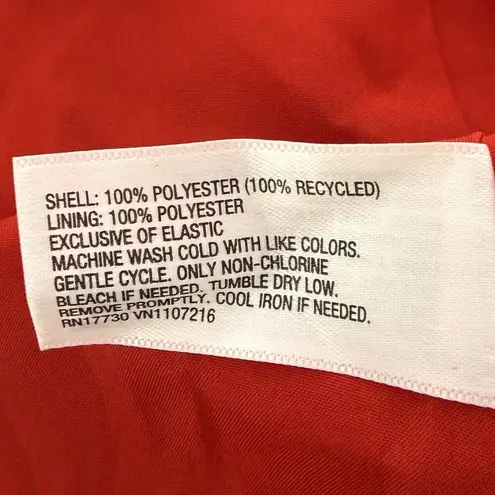 SHELL: 100% POLYESTER (100% RECYCLED)
LINING: 100% POLYESTER
EXCLUSIVE OF ELASTIC
MACHINE WASH COLD WITH LIKE COLORS.
GENTLE CYCLE. ONLY NON-CHLORINE
BLEACH IF NEEDED. TUMBLE DRY LOW.
REMOVE PROMPTLY. COOL IRON IF NEEDED.
RN17730 VN1107216